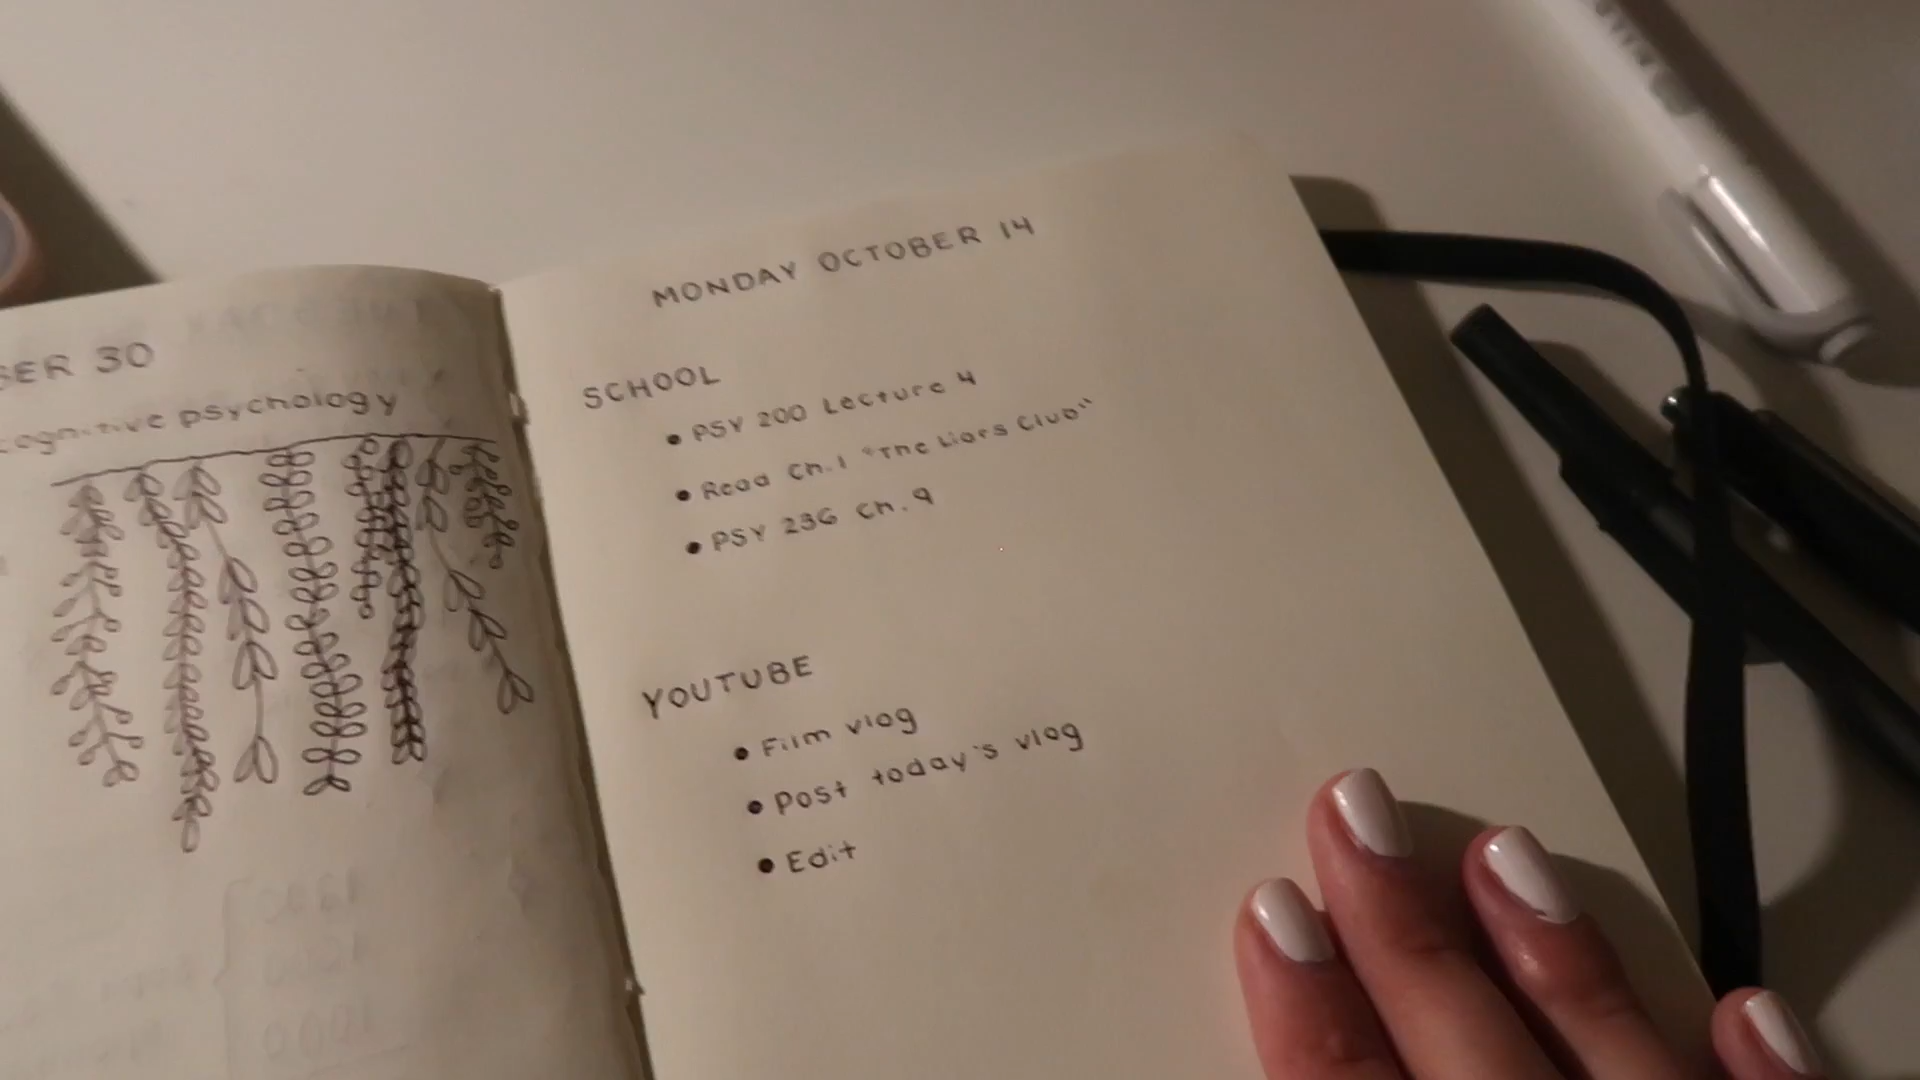 BER 30
cognitive psychology
MONDAY OCTOBER 14
SCHOOL
• PSY 200 Lecture 4
• Read Ch.1 "The Liars Club"
• PSY 236 Ch. 9
YOUTUBE
• Film vlog
• Post today's vlog
• Edit